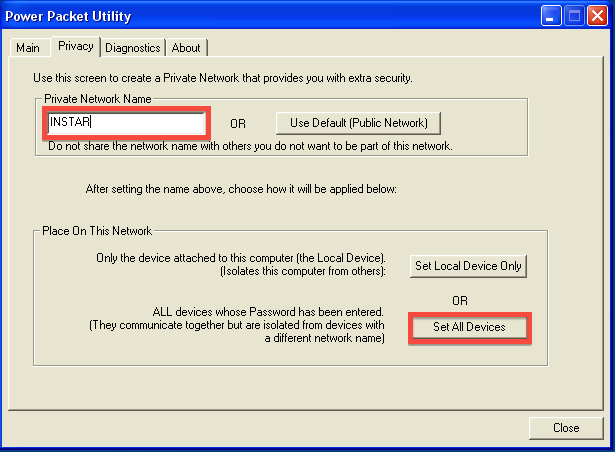 Power Packet Utility
Main Privacy Diagnostics About
Use this screen to create a Private Network that provides you with extra security.
Private Network Name
INSTAR OR Use Default (Public Network)
Do not share the network name with others you do not want to be part of this network.
After setting the name above, choose how it will be applied below:
Place On This Network
Only the device attached to this computer (the Local Device).
(Isolates this computer from others):
Set Local Device Only
OR
ALL devices whose Password has been entered.
(They communicate together but are isolated from devices with
a different network name)
Set All Devices
Close